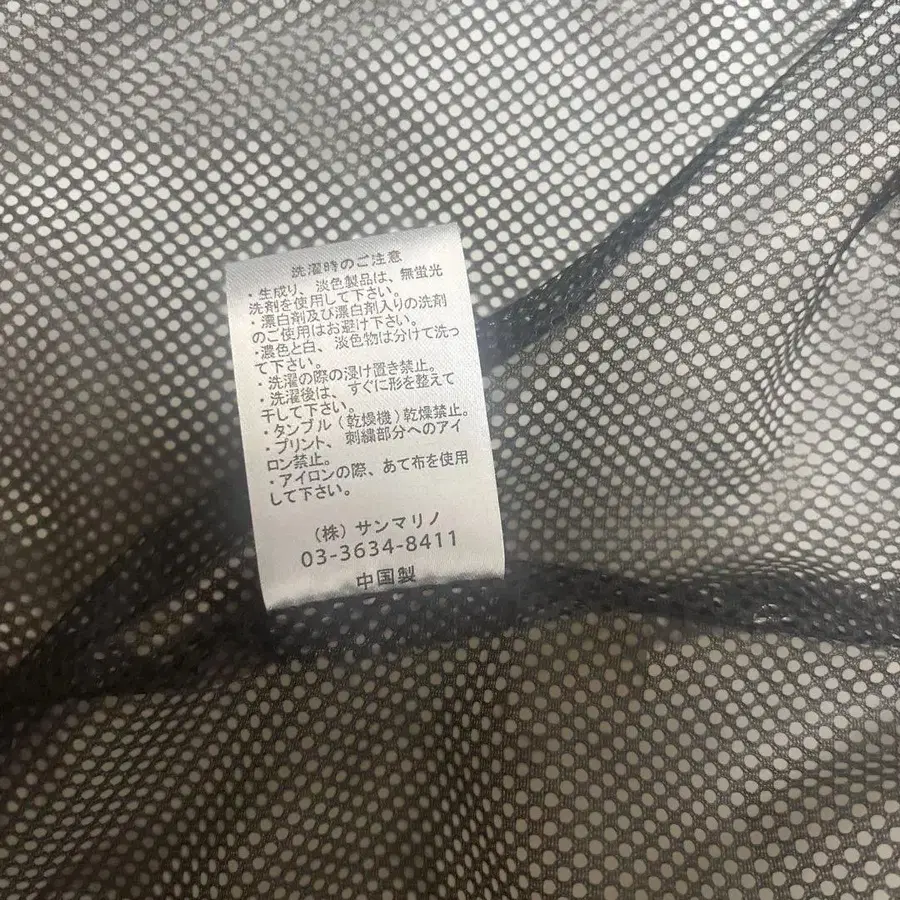 洗濯時のご注意
・生成り、淡色製品は、無蛍光
洗剤を使用して下さい。
・漂白剤及び漂白剤入りの洗剤
のご使用はお避け下さい。
・濃色と白、淡色物は分けて洗っ
て下さい。
・洗濯の際の浸け置き禁止。
・洗濯後は、すぐに形を整えて
干して下さい。
・タンブル(乾燥機)乾燥禁止。
・プリント、刺繍部分へのアイ
ロン禁止。
・アイロンの際、あて布を使用
して下さい。
(株)サンマリノ
03-3634-8411
中国製